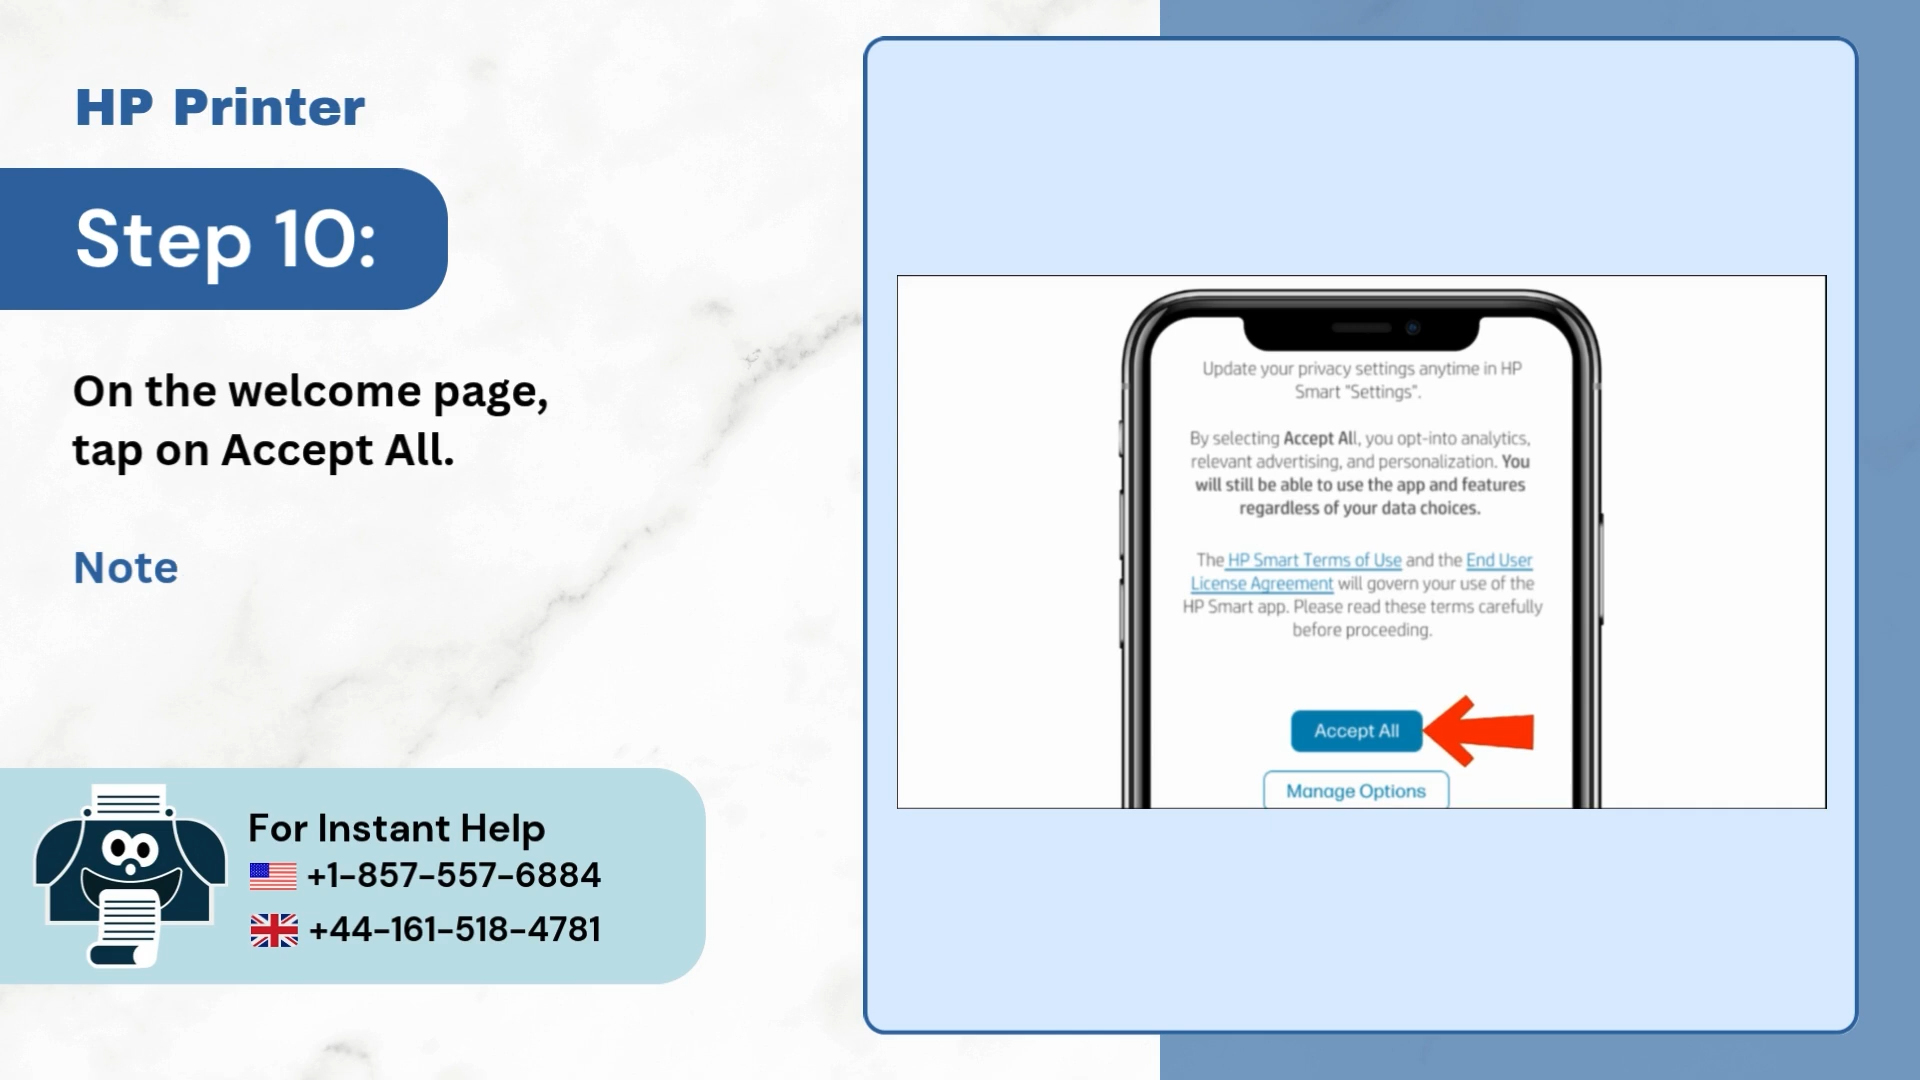 HP Printer
Step 10:
On the welcome page,
tap on Accept All.
Note
For Instant Help
+1-857-557-6884
+44-161-518-4781
Update your privacy settings anytime in HP
Smart "Settings".
By selecting Accept All, you opt-into analytics,
relevant advertising, and personalization. You
will still be able to use the app and features
regardless of your data choices.
The HP Smart Terms of Use and the End User
License Agreement will govern your use of the
HP Smart app. Please read these terms carefully
before proceeding.
Accept All
Manage Options